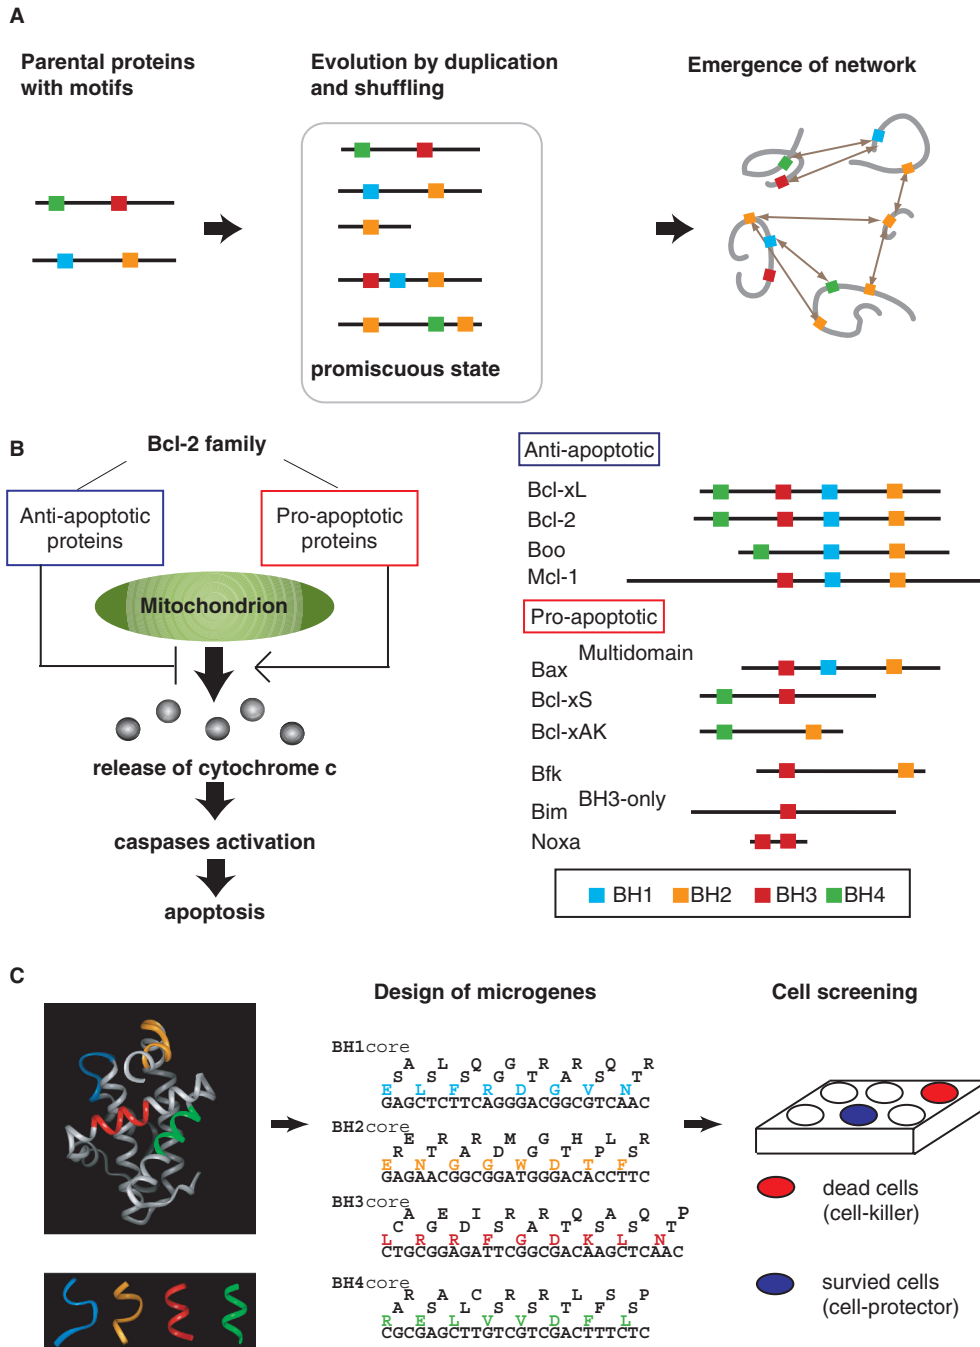 A
Parental proteins
with motifs
Evolution by duplication
and shuffling
promiscuous state
Emergence of network
B
Bcl-2 family
Anti-apoptotic
proteins
Pro-apoptotic
proteins
Mitochondrion
release of cytochrome c
caspases activation
apoptosis
Anti-apoptotic
Bcl-xL
Bcl-2
Boo
Mcl-1
Pro-apoptotic
Multidomain
Bax
Bcl-xS
Bcl-xAK
Bfk
BH3-only
Bim
Noxa
BH1 BH2 BH3 BH4
C
Design of microgenes
BH1core
A L Q G R R Q R
S S S G T A S T
E L F R D G V N
GAGCTCTTCAGGGACGGCGTCAAC
BH2core
E R R M G H L R
R T A D G T P S
E N G G W D T F
GAGAACGGCGGATGGGACACCTTC
BH3core
A E I R R Q A Q P
C G D S A T S S T
L R R F G D K L N
CTGCGGAGATTCGGCGACAAGCTCAAC
BH4core
R A C R R L S P
A S L S S T F S
R E L V V D F L
CGCGAGCTTGTCGTCGACTTTCTC
Cell screening
dead cells
(cell-killer)
survied cells
(cell-protector)